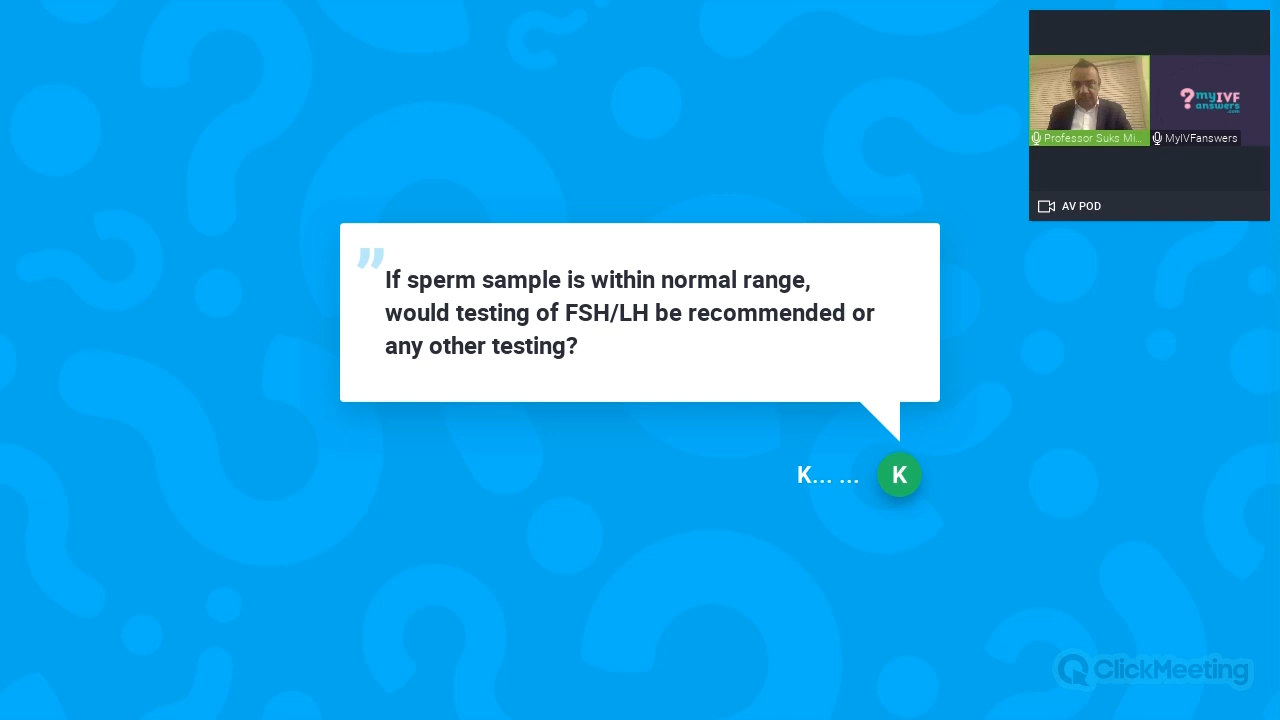 ?myIVF
answers
.com
Professor Suks Mi...
MyIVFanswers
AV POD
"
If sperm sample is within normal range,
would testing of FSH/LH be recommended or
any other testing?
K... ...
K
ClickMeeting